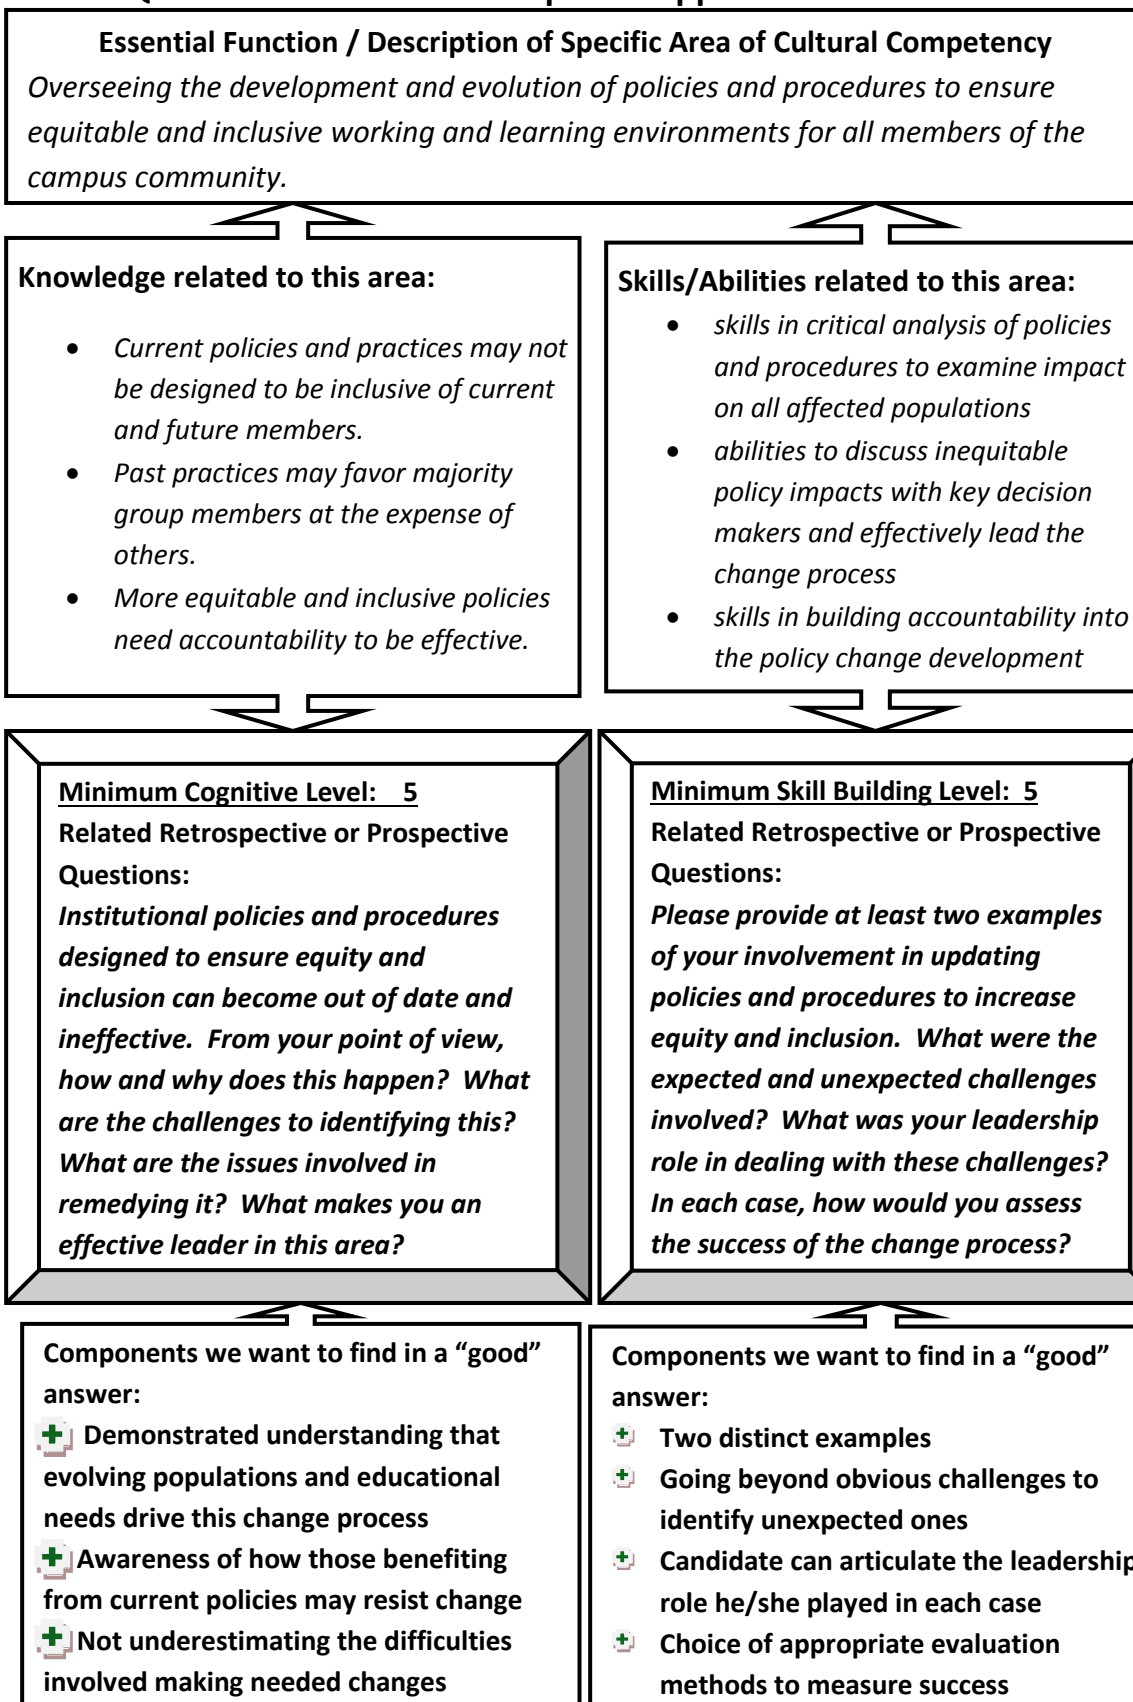 Essential Function / Description of Specific Area of Cultural Competency
Overseeing the development and evolution of policies and procedures to ensure
equitable and inclusive working and learning environments for all members of the
campus community.
Knowledge related to this area:
• Current policies and practices may not
be designed to be inclusive of current
and future members.
• Past practices may favor majority
group members at the expense of
others.
• More equitable and inclusive policies
need accountability to be effective.
Skills/Abilities related to this area:
• skills in critical analysis of policies
and procedures to examine impact
on all affected populations
• abilities to discuss inequitable
policy impacts with key decision
makers and effectively lead the
change process
• skills in building accountability into
the policy change development
Minimum Cognitive Level: 5
Related Retrospective or Prospective
Questions:
Institutional policies and procedures
designed to ensure equity and
inclusion can become out of date and
ineffective. From your point of view,
how and why does this happen? What
are the challenges to identifying this?
What are the issues involved in
remedying it? What makes you an
effective leader in this area?
Minimum Skill Building Level: 5
Related Retrospective or Prospective
Questions:
Please provide at least two examples
of your involvement in updating
policies and procedures to increase
equity and inclusion. What were the
expected and unexpected challenges
involved? What was your leadership
role in dealing with these challenges?
In each case, how would you assess
the success of the change process?
Components we want to find in a “good”
answer:
Demonstrated understanding that
evolving populations and educational
needs drive this change process
Awareness of how those benefiting
from current policies may resist change
Not underestimating the difficulties
involved making needed changes
Components we want to find in a “good”
answer:
Two distinct examples
Going beyond obvious challenges to
identify unexpected ones
Candidate can articulate the leadership
role he/she played in each case
Choice of appropriate evaluation
methods to measure success